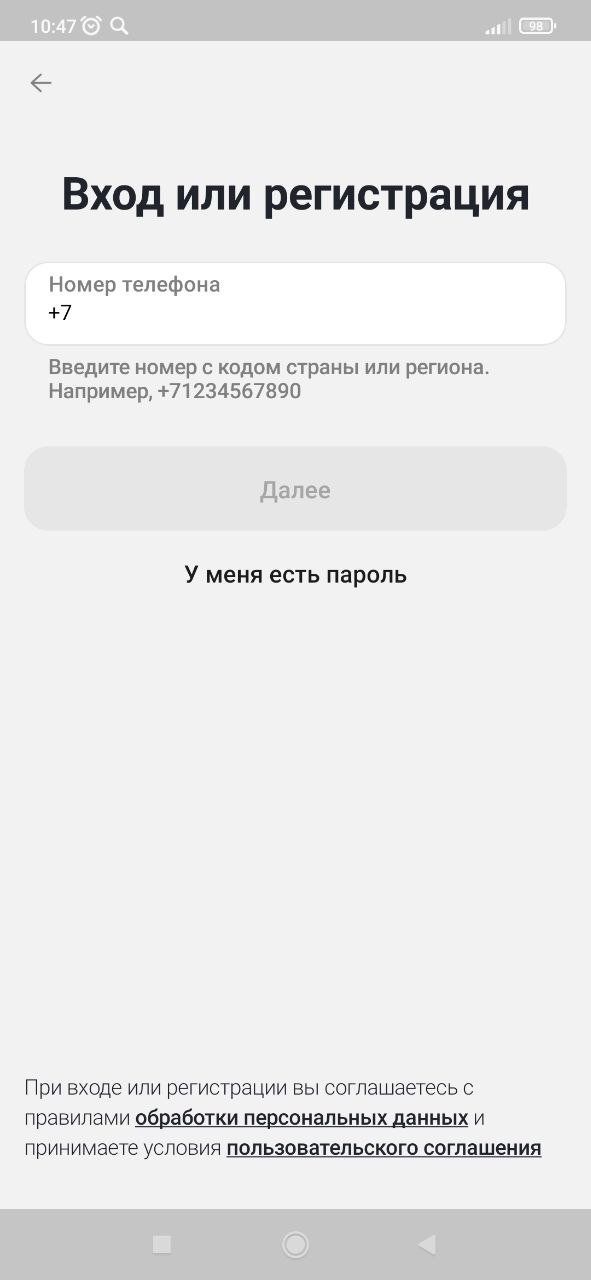 10:47
98
Вход или регистрация
Номер телефона
+7
Введите номер с кодом страны или региона.
Например, +71234567890
Далее
У меня есть пароль
При входе или регистрации вы соглашаетесь с
правилами обработки персональных данных и
принимаете условия пользовательского соглашения